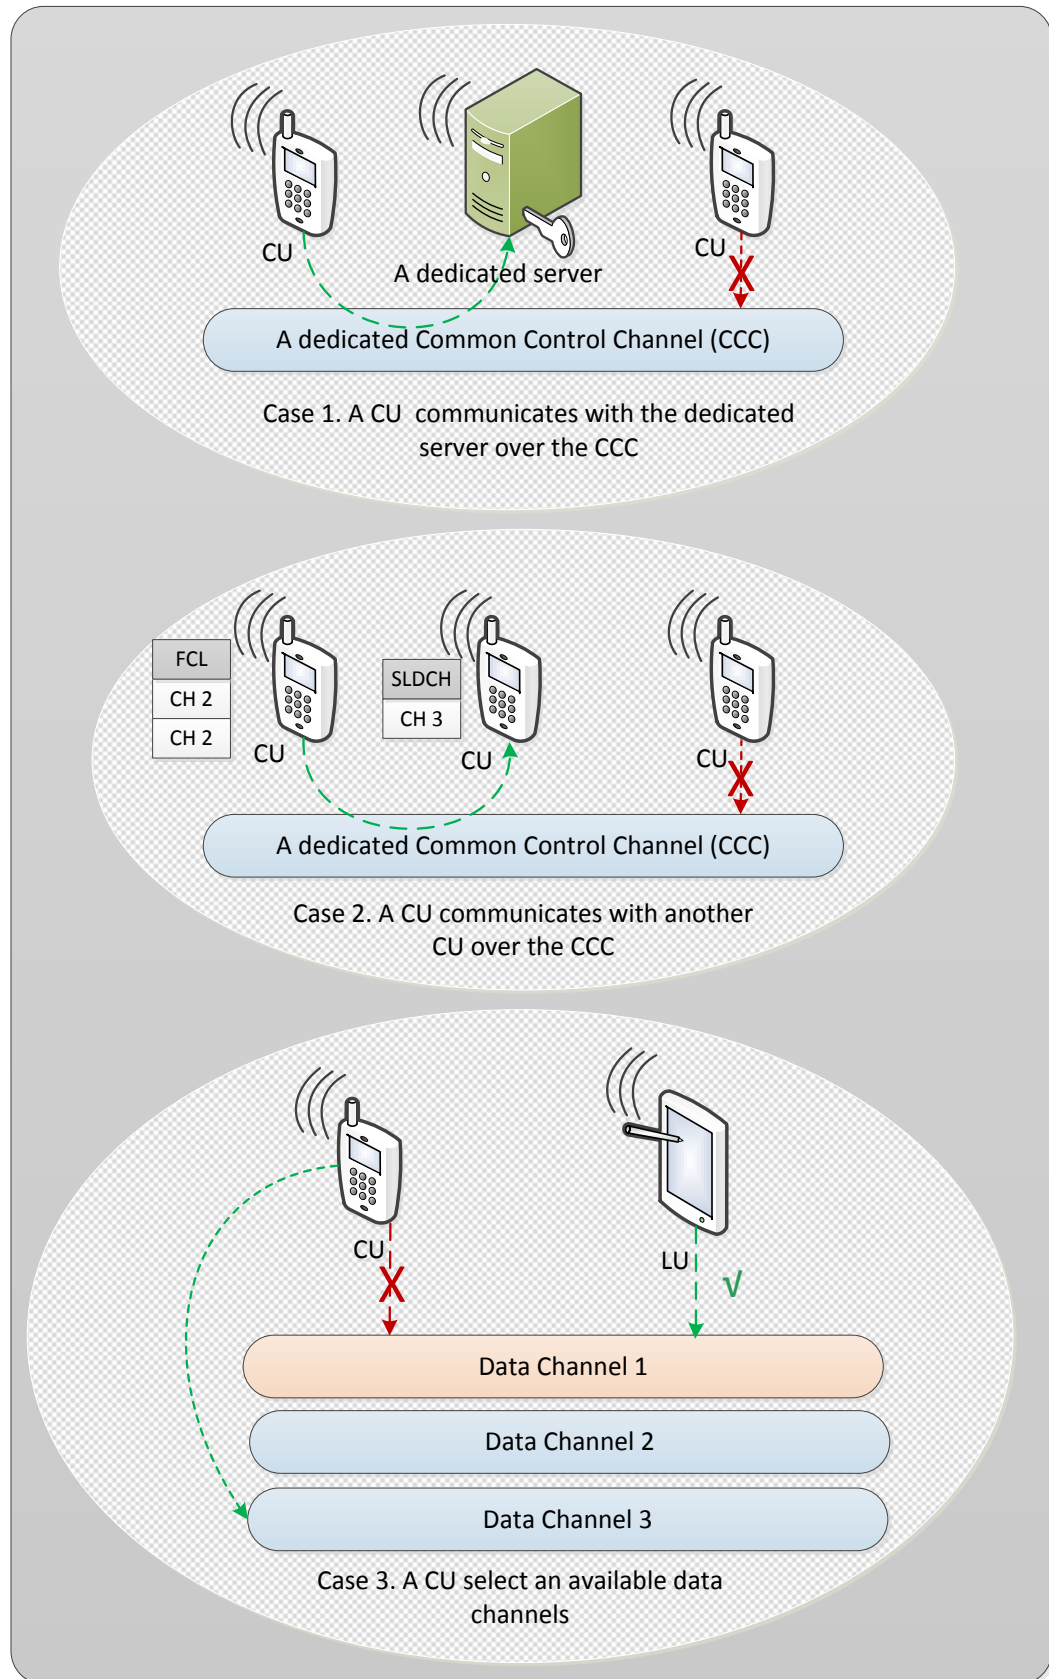 CU
A dedicated server
CU
A dedicated Common Control Channel (CCC)
Case 1. A CU communicates with the dedicated
server over the CCC
FCL
CH 2
CH 2
CU
SLDCH
CH 3
CU
CU
A dedicated Common Control Channel (CCC)
Case 2. A CU communicates with another
CU over the CCC
CU
LU
√
Data Channel 1
Data Channel 2
Data Channel 3
Case 3. A CU select an available data
channels